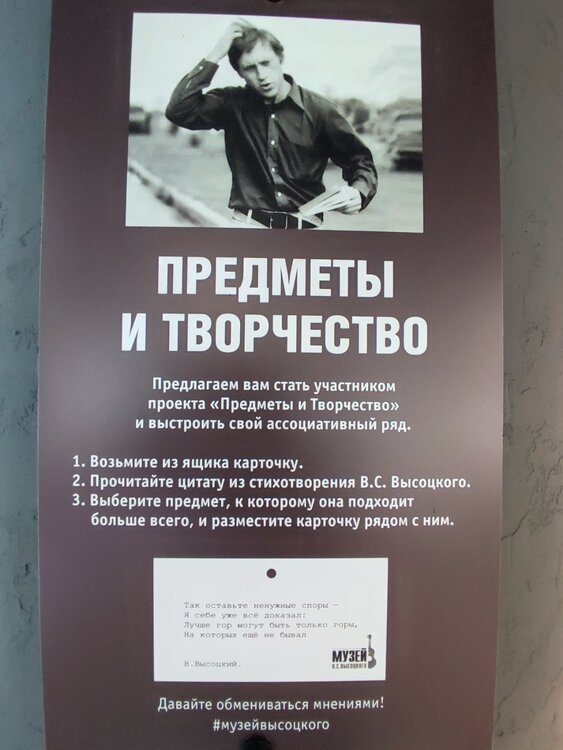 ПРЕДМЕТЫ
И ТВОРЧЕСТВО
Предлагаем вам стать участником
проекта «Предметы и Творчество»
и выстроить свой ассоциативный ряд.
1. Возьмите из ящика карточку.
2. Прочитайте цитату из стихотворения В.С. Высоцкого.
3. Выберите предмет, к которому она подходит
больше всего, и разместите карточку рядом с ним.
Так оставьте ненужные споры —
Я себе уже всё доказал:
Лучше гор могут быть только горы,
На которых ещё не бывал
В.Высоцкий.
МУЗЕЙ
В.С.ВЫСОЦКОГО
Давайте обмениваться мнениями!
#музейвысоцкого